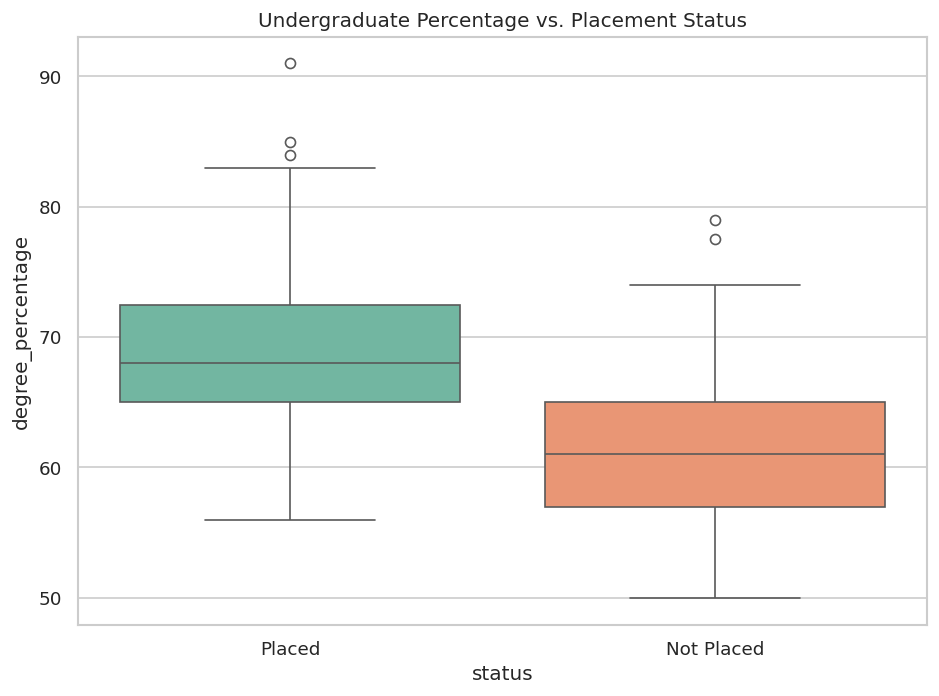 Undergraduate Percentage vs. Placement Status
degree_percentage
90
80
70
60
50
Placed
Not Placed
status